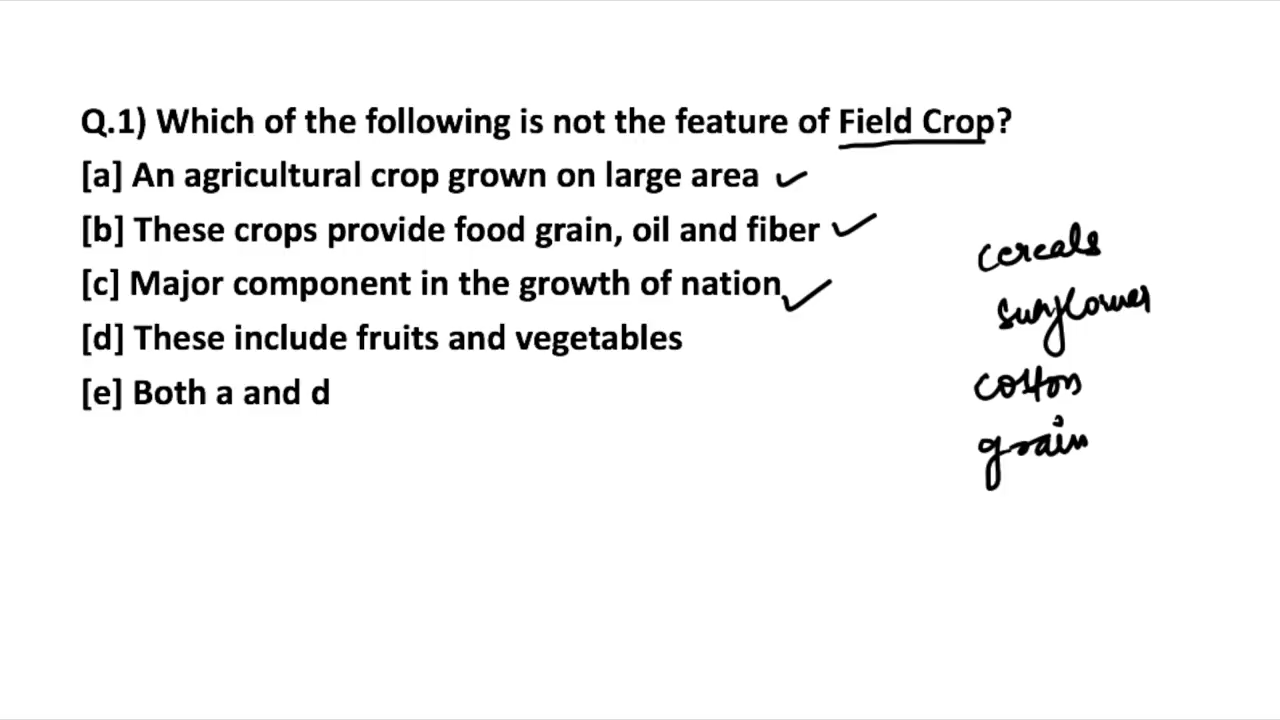 Q.1) Which of the following is not the feature of Field Crop?
[a] An agricultural crop grown on large area
[b] These crops provide food grain, oil and fiber
[c] Major component in the growth of nation
[d] These include fruits and vegetables
[e] Both a and d
cereals
sunflower
cotton
grain